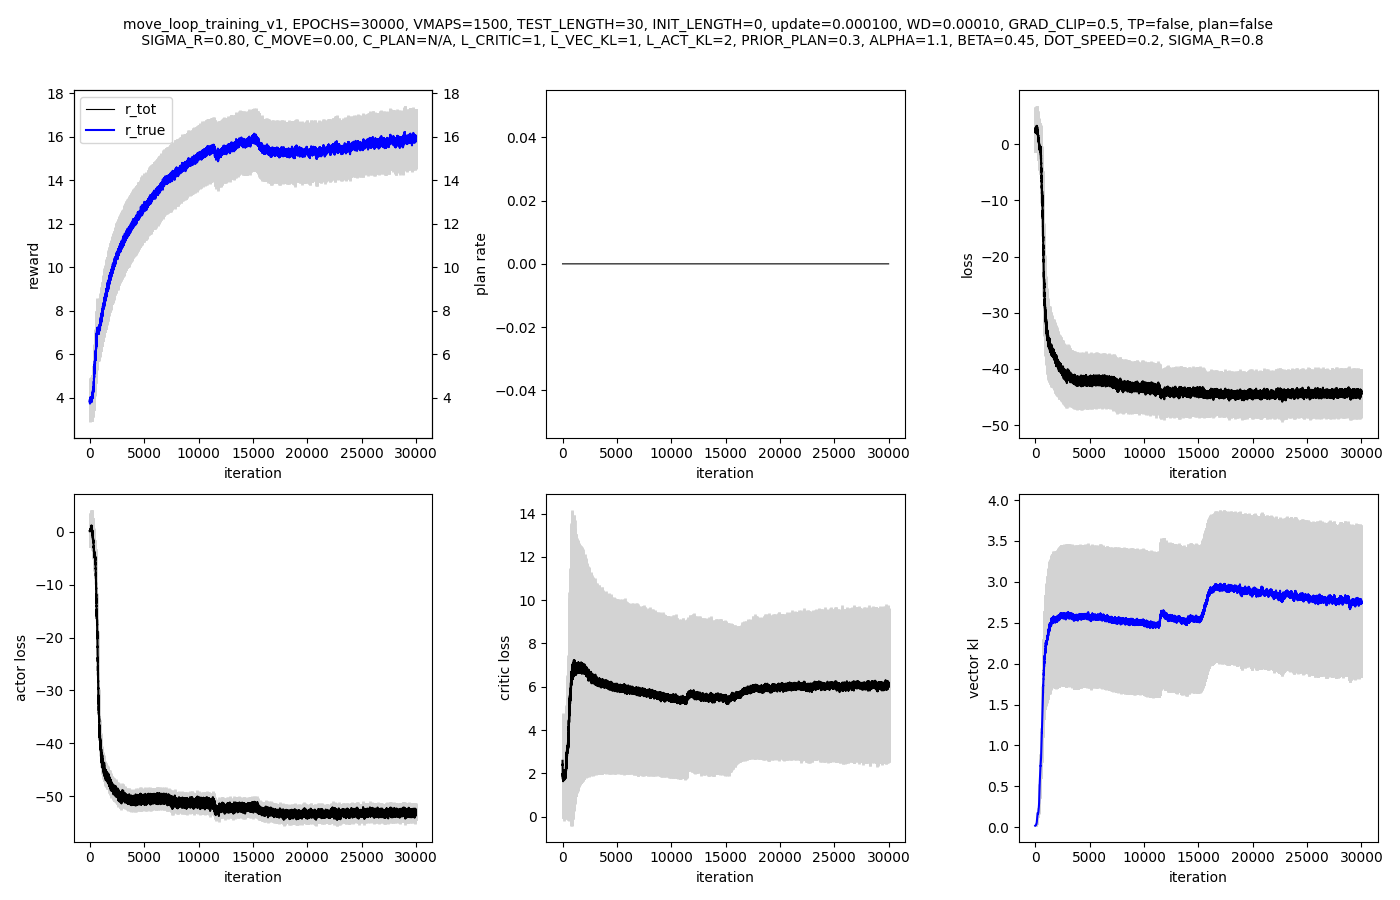 move_loop_training_v1, EPOCHS=30000, VMAPS=1500, TEST_LENGTH=30, INIT_LENGTH=0, update=0.000100, WD=0.00010, GRAD_CLIP=0.5, TP=false, plan=false
SIGMA_R=0.80, C_MOVE=0.00, C_PLAN=N/A, L_CRITIC=1, L_VEC_KL=1, L_ACT_KL=2, PRIOR_PLAN=0.3, ALPHA=1.1, BETA=0.45, DOT_SPEED=0.2, SIGMA_R=0.8
r_tot
r_true
18
16
14
12
10
8
6
4
reward
18
16
14
12
10
8
6
4
0 5000 10000 15000 20000 25000 30000
iteration
plan rate
0.04
0.02
0.00
−0.02
−0.04
0 5000 10000 15000 20000 25000 30000
iteration
loss
0
−10
−20
−30
−40
−50
0 5000 10000 15000 20000 25000 30000
iteration
actor loss
0
−10
−20
−30
−40
−50
0 5000 10000 15000 20000 25000 30000
iteration
critic loss
14
12
10
8
6
4
2
0
0 5000 10000 15000 20000 25000 30000
iteration
vector kl
4.0
3.5
3.0
2.5
2.0
1.5
1.0
0.5
0.0
0 5000 10000 15000 20000 25000 30000
iteration